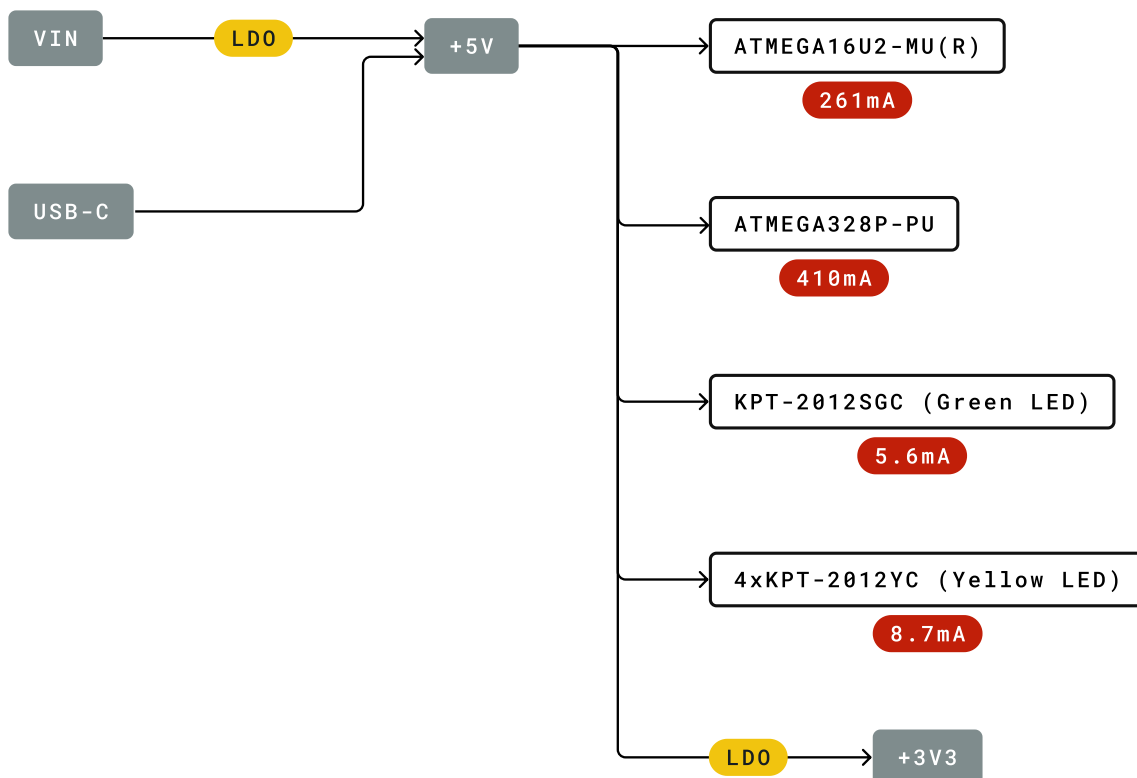 VIN
LDO
+5V
ATMEGA16U2-MU(R)
261mA
USB-C
ATMEGA328P-PU
410mA
KPT-2012SGC (Green LED)
5.6mA
4xKPT-2012YC (Yellow LED)
8.7mA
LDO
+3V3